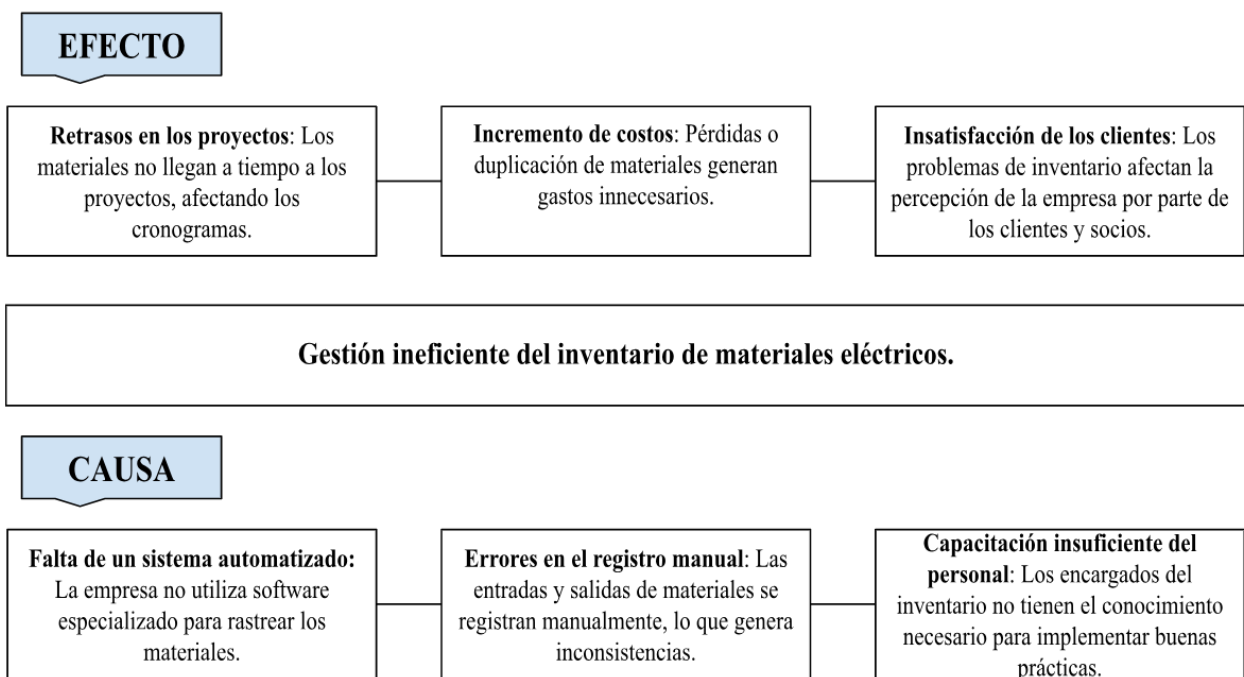 EFECTO
Retrasos en los proyectos: Los
materiales no llegan a tiempo a los
proyectos, afectando los
cronogramas.
Incremento de costos: Pérdidas o
duplicación de materiales generan
gastos innecesarios.
Insatisfacción de los clientes: Los
problemas de inventario afectan la
percepción de la empresa por parte de
los clientes y socios.
Gestión ineficiente del inventario de materiales eléctricos.
CAUSA
Falta de un sistema automatizado:
La empresa no utiliza software
especializado para rastrear los
materiales.
Errores en el registro manual: Las
entradas y salidas de materiales se
registran manualmente, lo que genera
inconsistencias.
Capacitación insuficiente del
personal: Los encargados del
inventario no tienen el conocimiento
necesario para implementar buenas
prácticas.